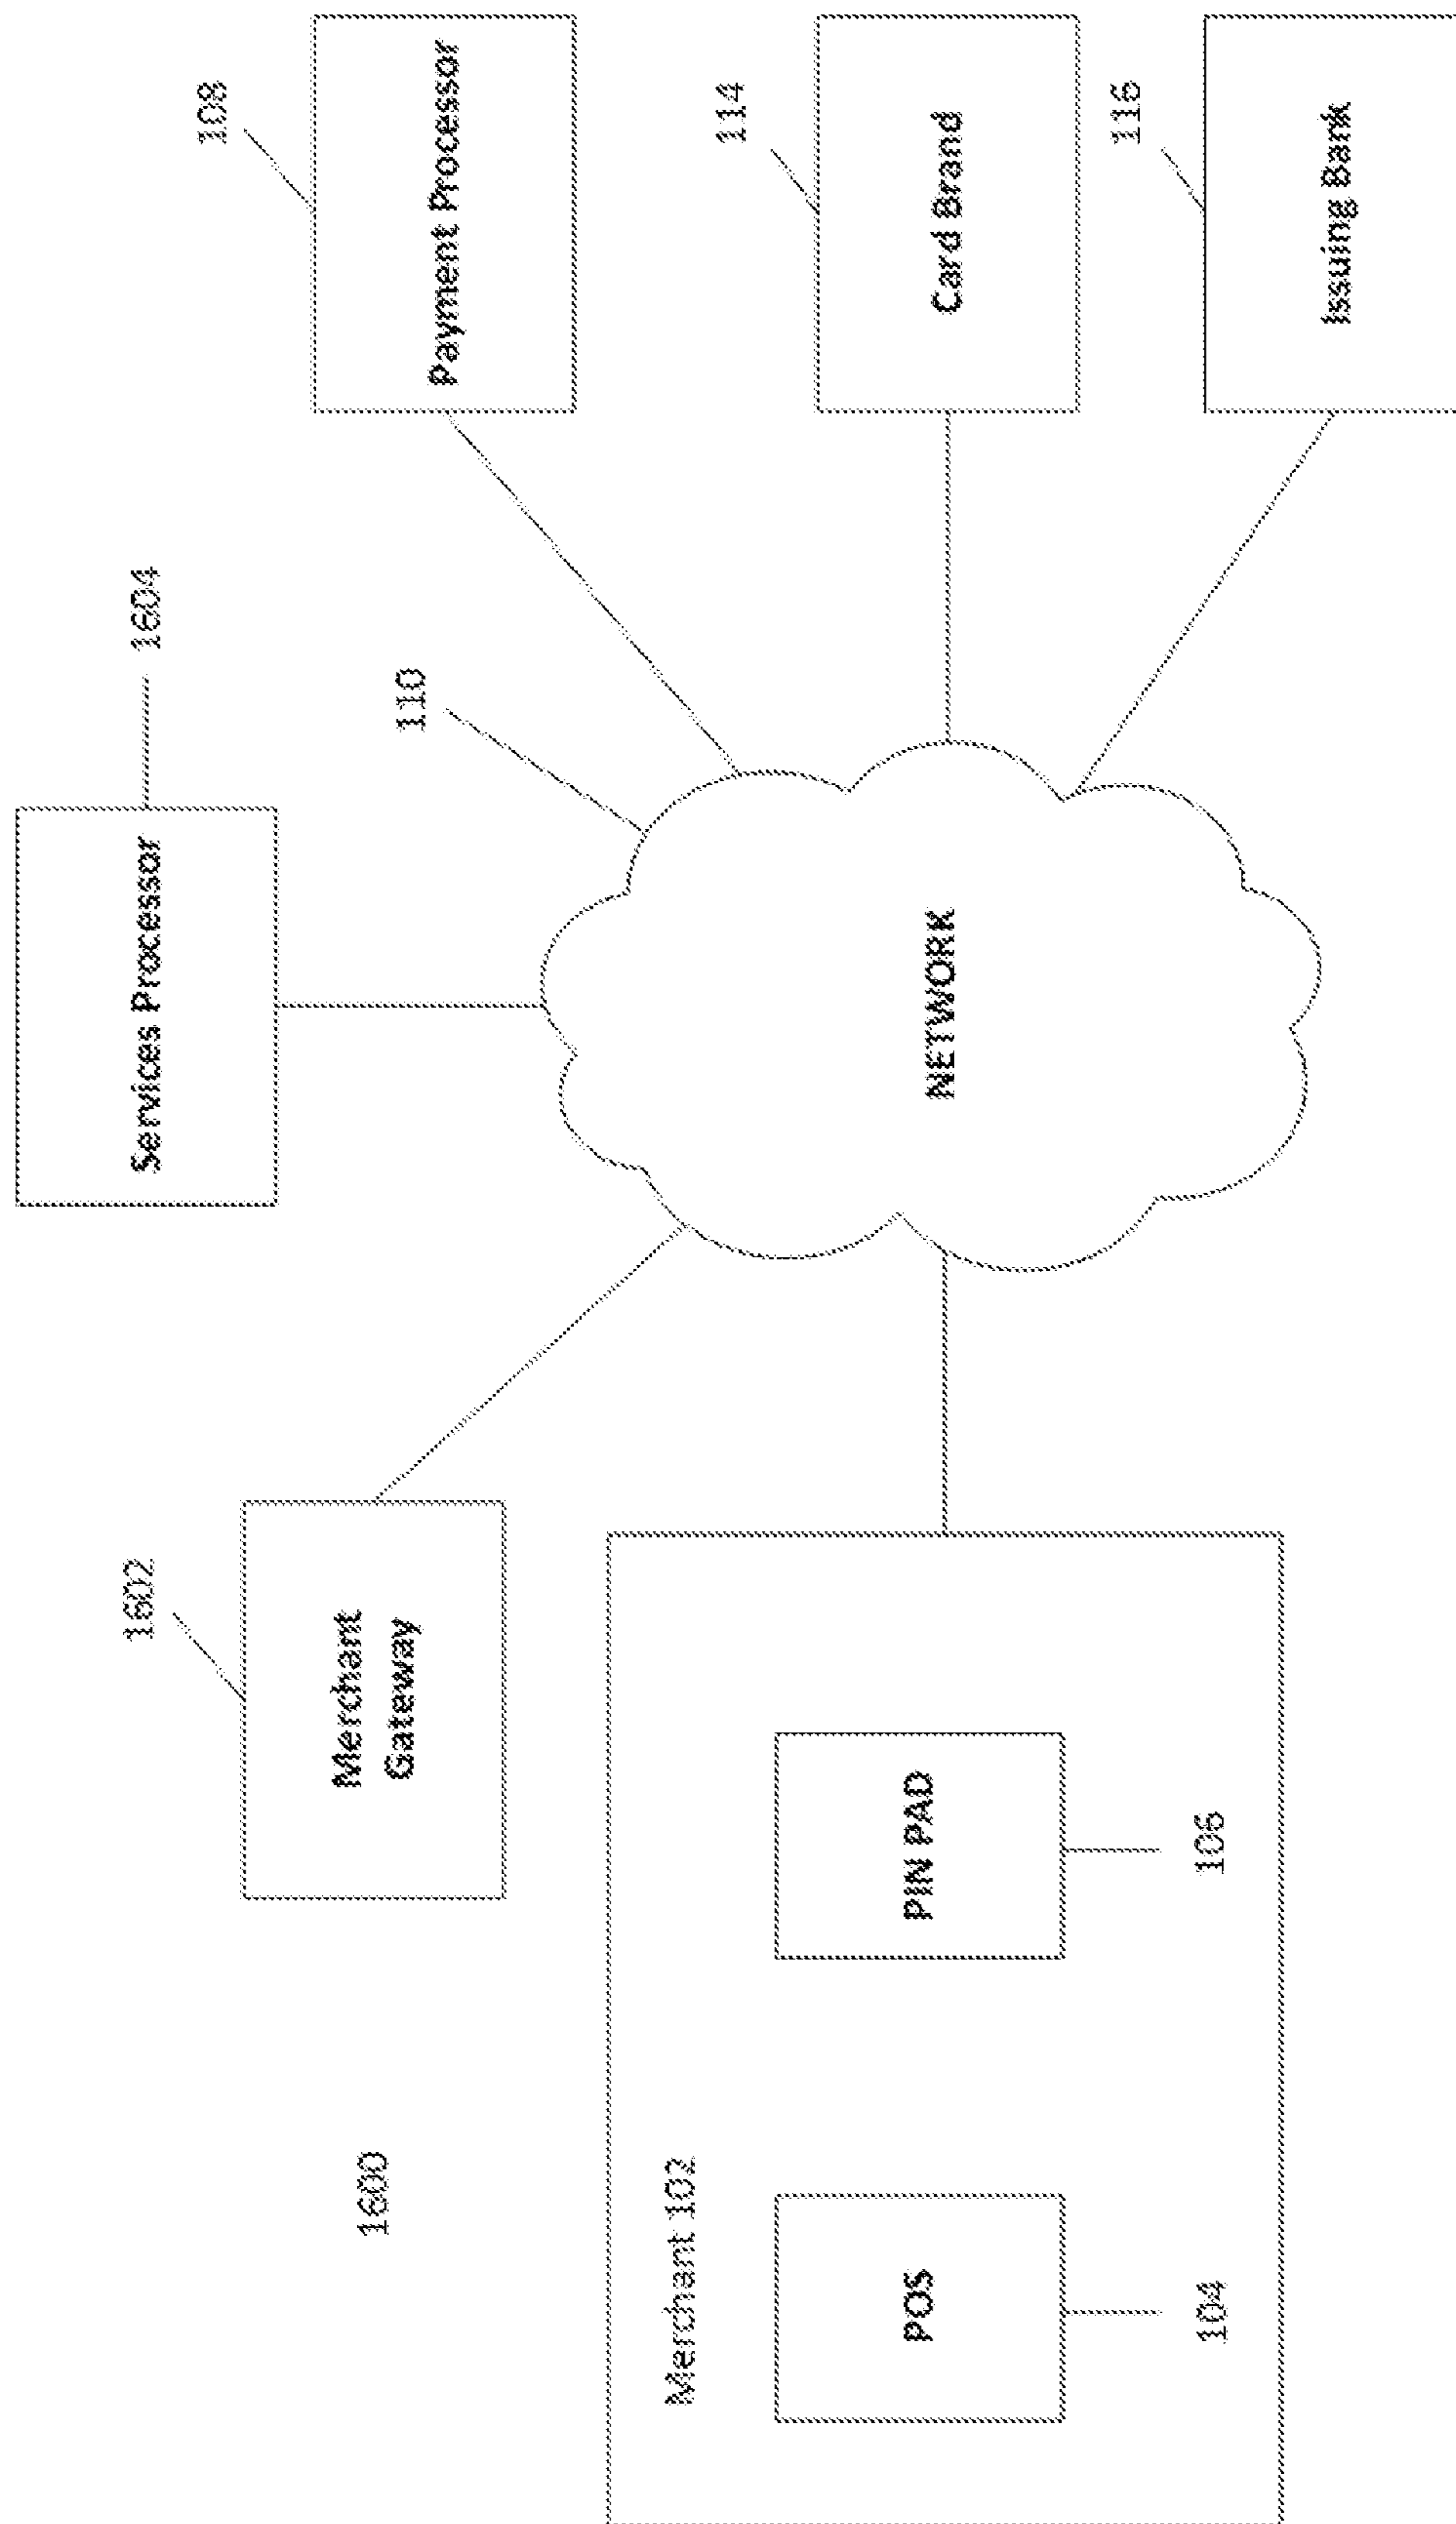 Services Processor
1604
108
Payment Processor
1602
Merchant
Gateway
110
1600
NETWORK
114
Card Brand
Merchant 102
POS
104
PIN PAD
106
116
Issuing Bank